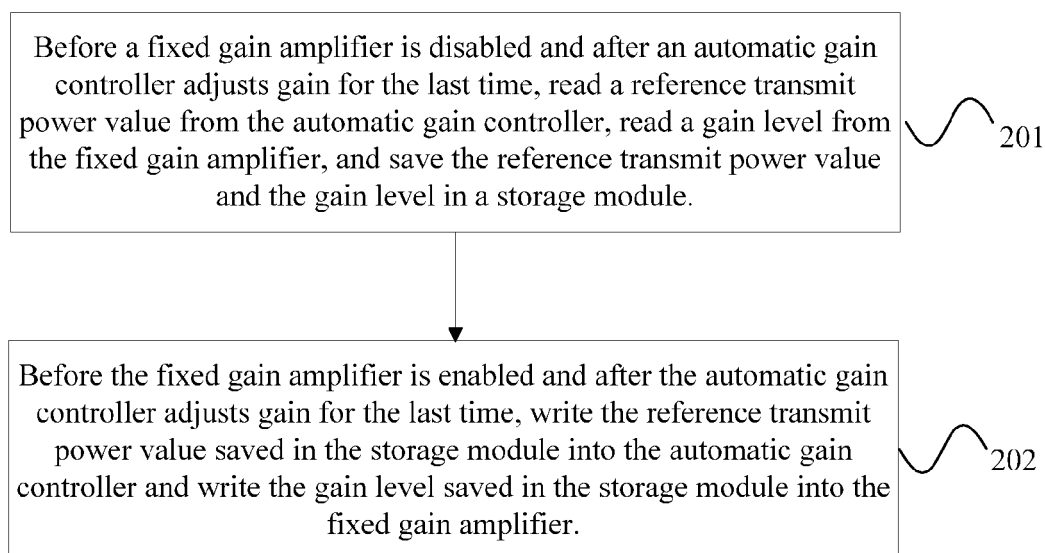 Before a fixed gain amplifier is disabled and after an automatic gain
controller adjusts gain for the last time, read a reference transmit
power value from the automatic gain controller, read a gain level from
the fixed gain amplifier, and save the reference transmit power value
and the gain level in a storage module.
201
Before the fixed gain amplifier is enabled and after the automatic gain
controller adjusts gain for the last time, write the reference transmit
power value saved in the storage module into the automatic gain
controller and write the gain level saved in the storage module into the
fixed gain amplifier.
202